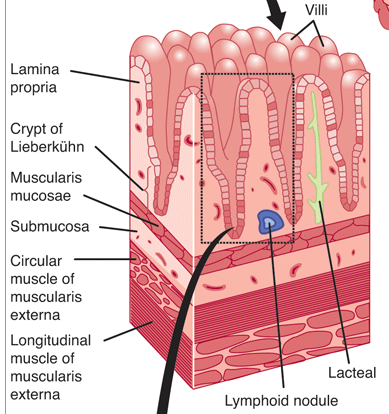 Villi
Lamina
propria
Crypt of
Lieberkühn
Muscularis
mucosae
Submucosa
Circular
muscle of
muscularis
externa
Longitudinal
muscle of
muscularis
externa
Lacteal
Lymphoid nodule